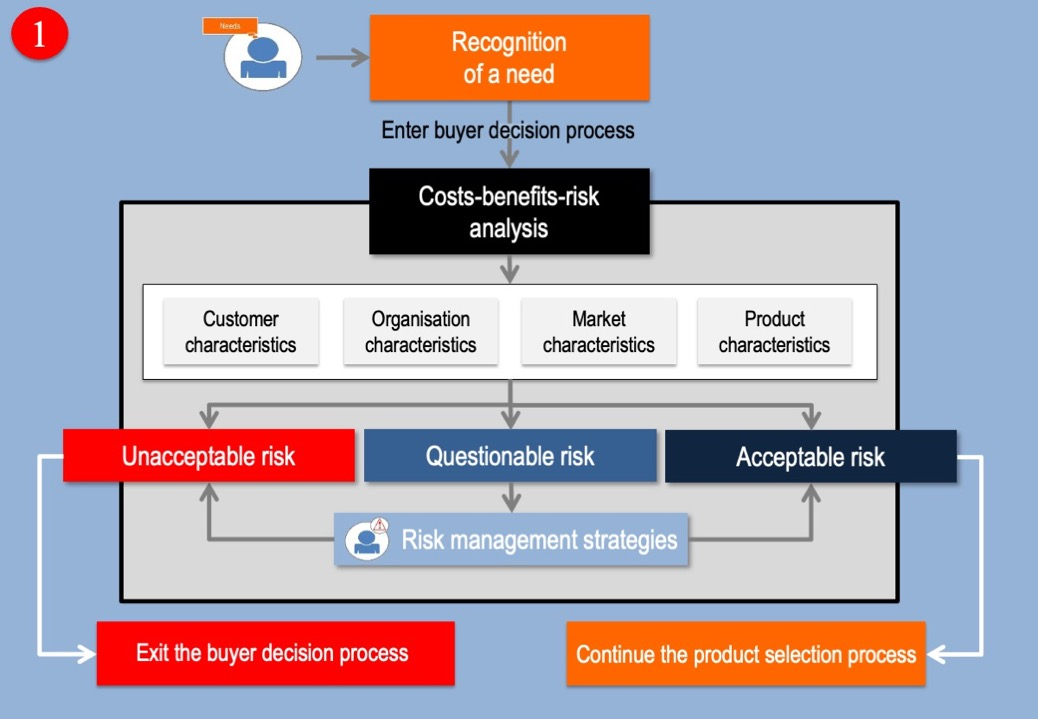 1
Needs
Recognition
of a need
Enter buyer decision process
Costs-benefits-risk
analysis
Customer
characteristics
Organisation
characteristics
Market
characteristics
Product
characteristics
Unacceptable risk
Questionable risk
Acceptable risk
Risk management strategies
Exit the buyer decision process
Continue the product selection process